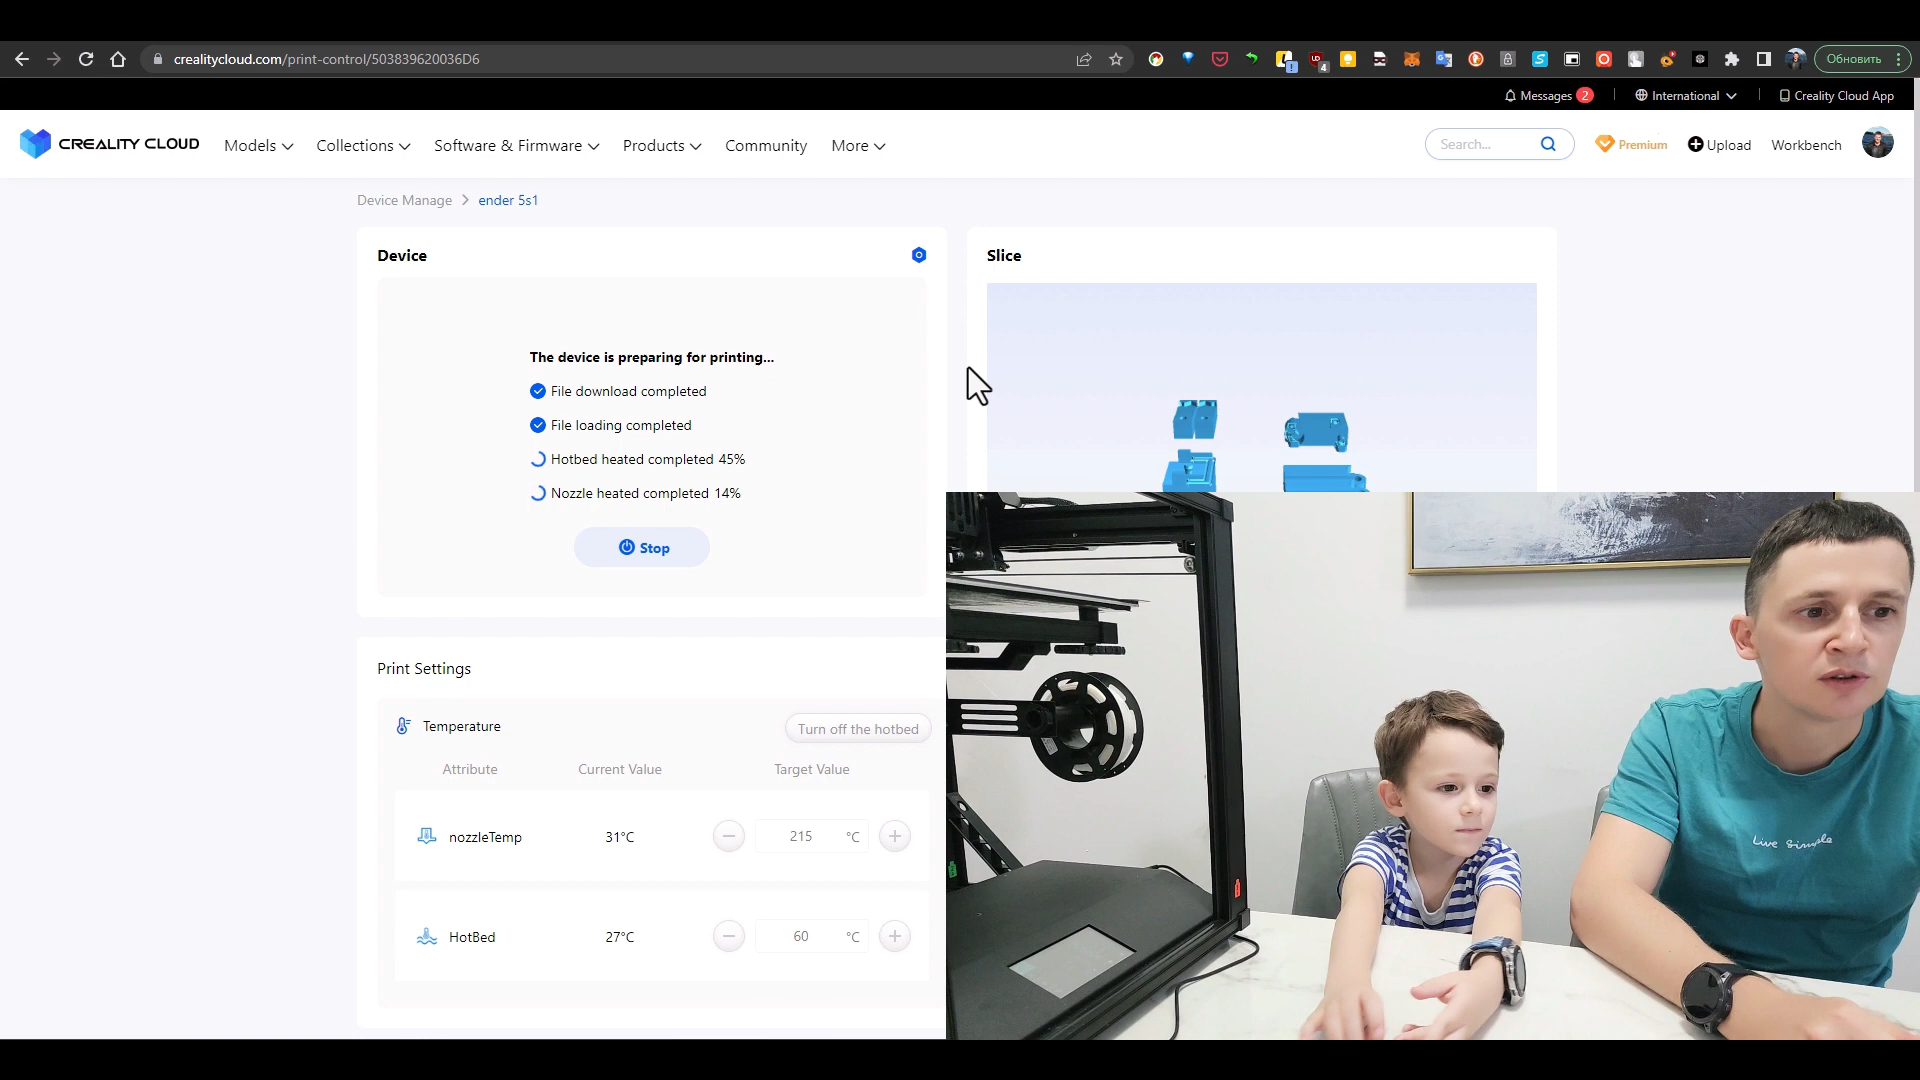 crealitycloud.com/print-control/503839620036D6
4
Обновить
Messages 2
International
Creality Cloud App
CREALITY CLOUD
Models
Collections
Software & Firmware
Products
Community
More
Search...
Premium
Upload
Workbench
Device Manage > ender 5s1
Device
The device is preparing for printing...
File download completed
File loading completed
Hotbed heated completed 45%
Nozzle heated completed 14%
Stop
Slice
Print Settings
Temperature
Turn off the hotbed
Attribute
Current Value
Target Value
nozzleTemp
31°C
215 °C
HotBed
27°C
60 °C
Live Simple